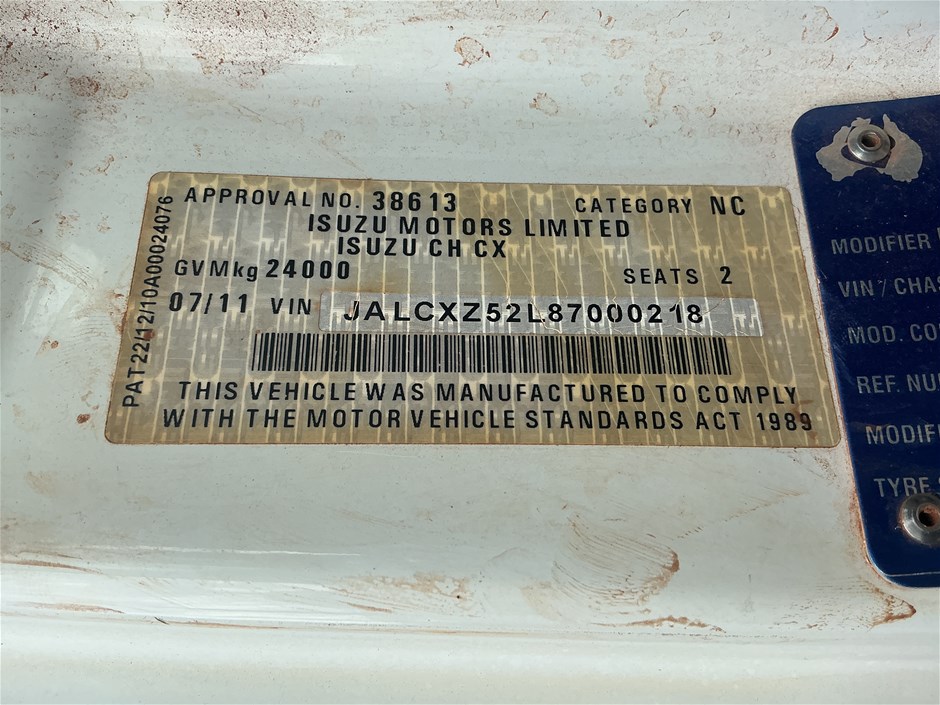 PAT22/12/10A00024076
APPROVAL NO. 38613 CATEGORY NC
ISUZU MOTORS LIMITED
ISUZU CH CX
GVMkg 24000 SEATS 2
07/11 VIN JALCXZ52L87000218
THIS VEHICLE WAS MANUFACTURED TO COMPLY
WITH THE MOTOR VEHICLE STANDARDS ACT 1989
MODIFIER
VIN / CHAS
MOD. CO
REF. NU
MODIFI
TYRE S